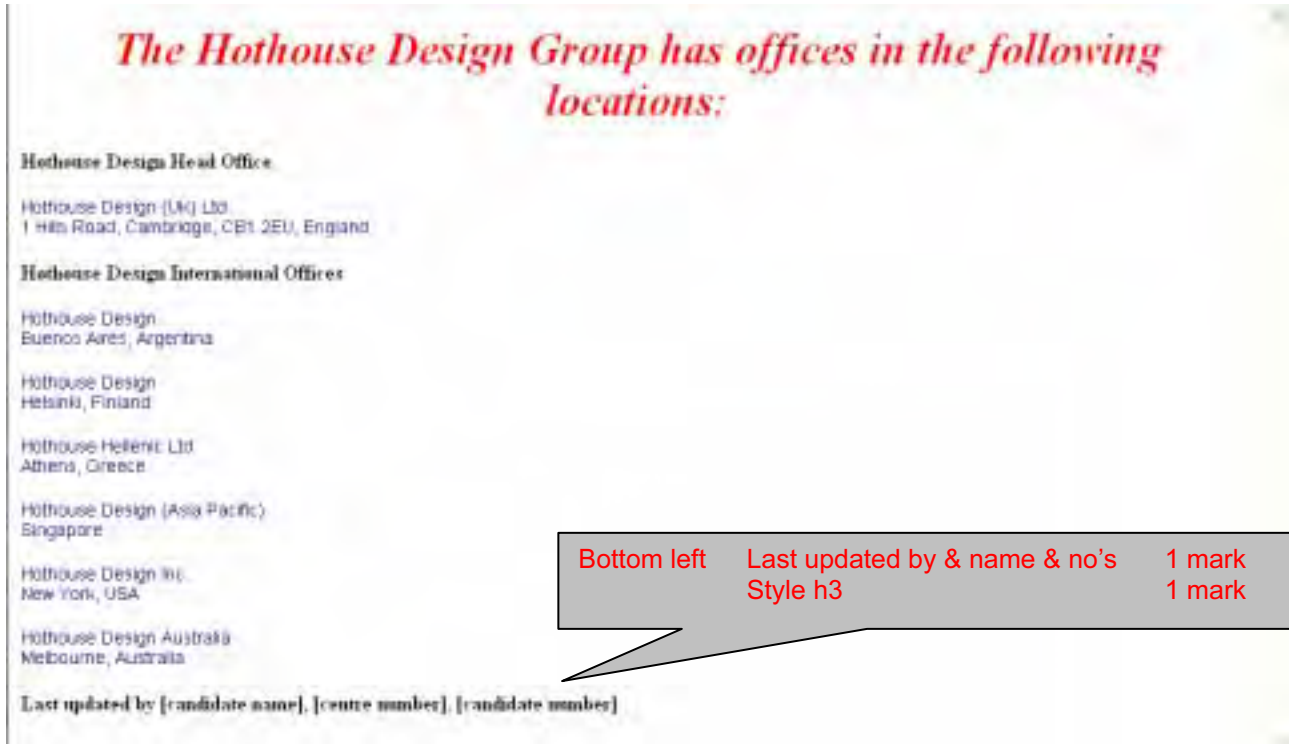 The Hothouse Design Group has offices in the following
locations:
Hothouse Design Head Office
Hothouse Design (Uk) Ltd
1 Hills Road, Cambridge, CB1 2EU, England
Hothouse Design International Offices
Hothouse Design
Buenos Aires, Argentina
Hothouse Design
Helsinki, Finland
Hothouse Hellenic Ltd
Athens, Greece
Hothouse Design (Asia Pacific)
Singapore
Hothouse Design Inc.
New York, USA
Hothouse Design Australia
Melbourne, Australia
Bottom left Last updated by & name & no’s 1 mark
Style h3 1 mark
Last updated by [candidate name], [centre number], [candidate number]